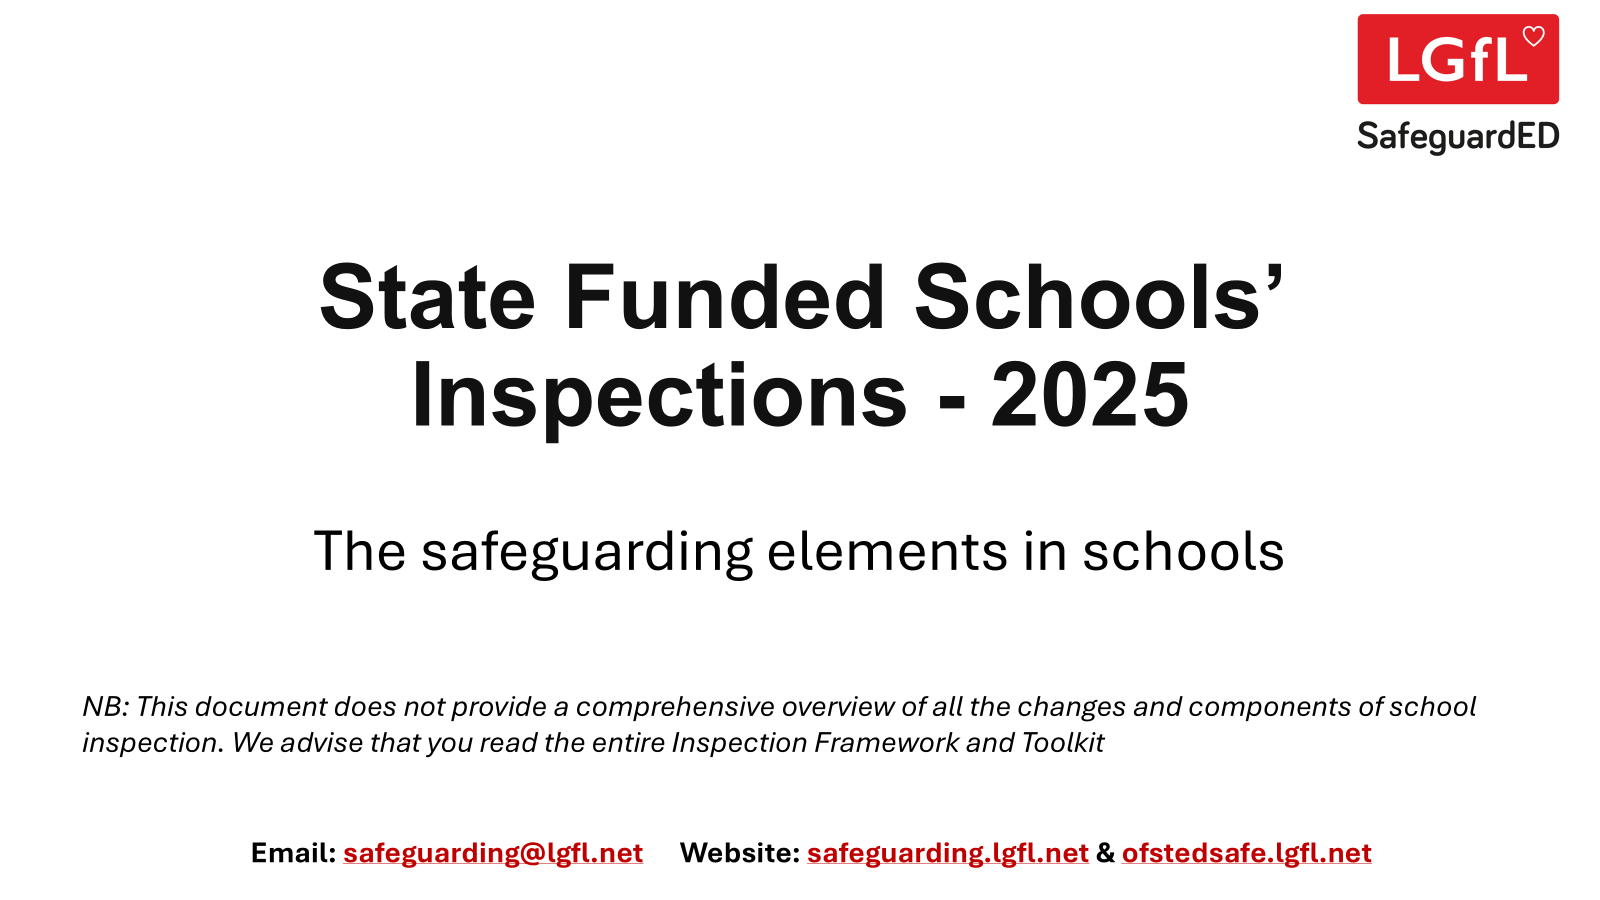 LGfL
SafeguardED
State Funded Schools’
Inspections - 2025
The safeguarding elements in schools
NB: This document does not provide a comprehensive overview of all the changes and components of school
inspection. We advise that you read the entire Inspection Framework and Toolkit
Email: safeguarding@lgfl.net Website: safeguarding.lgfl.net & ofstedsafe.lgfl.net